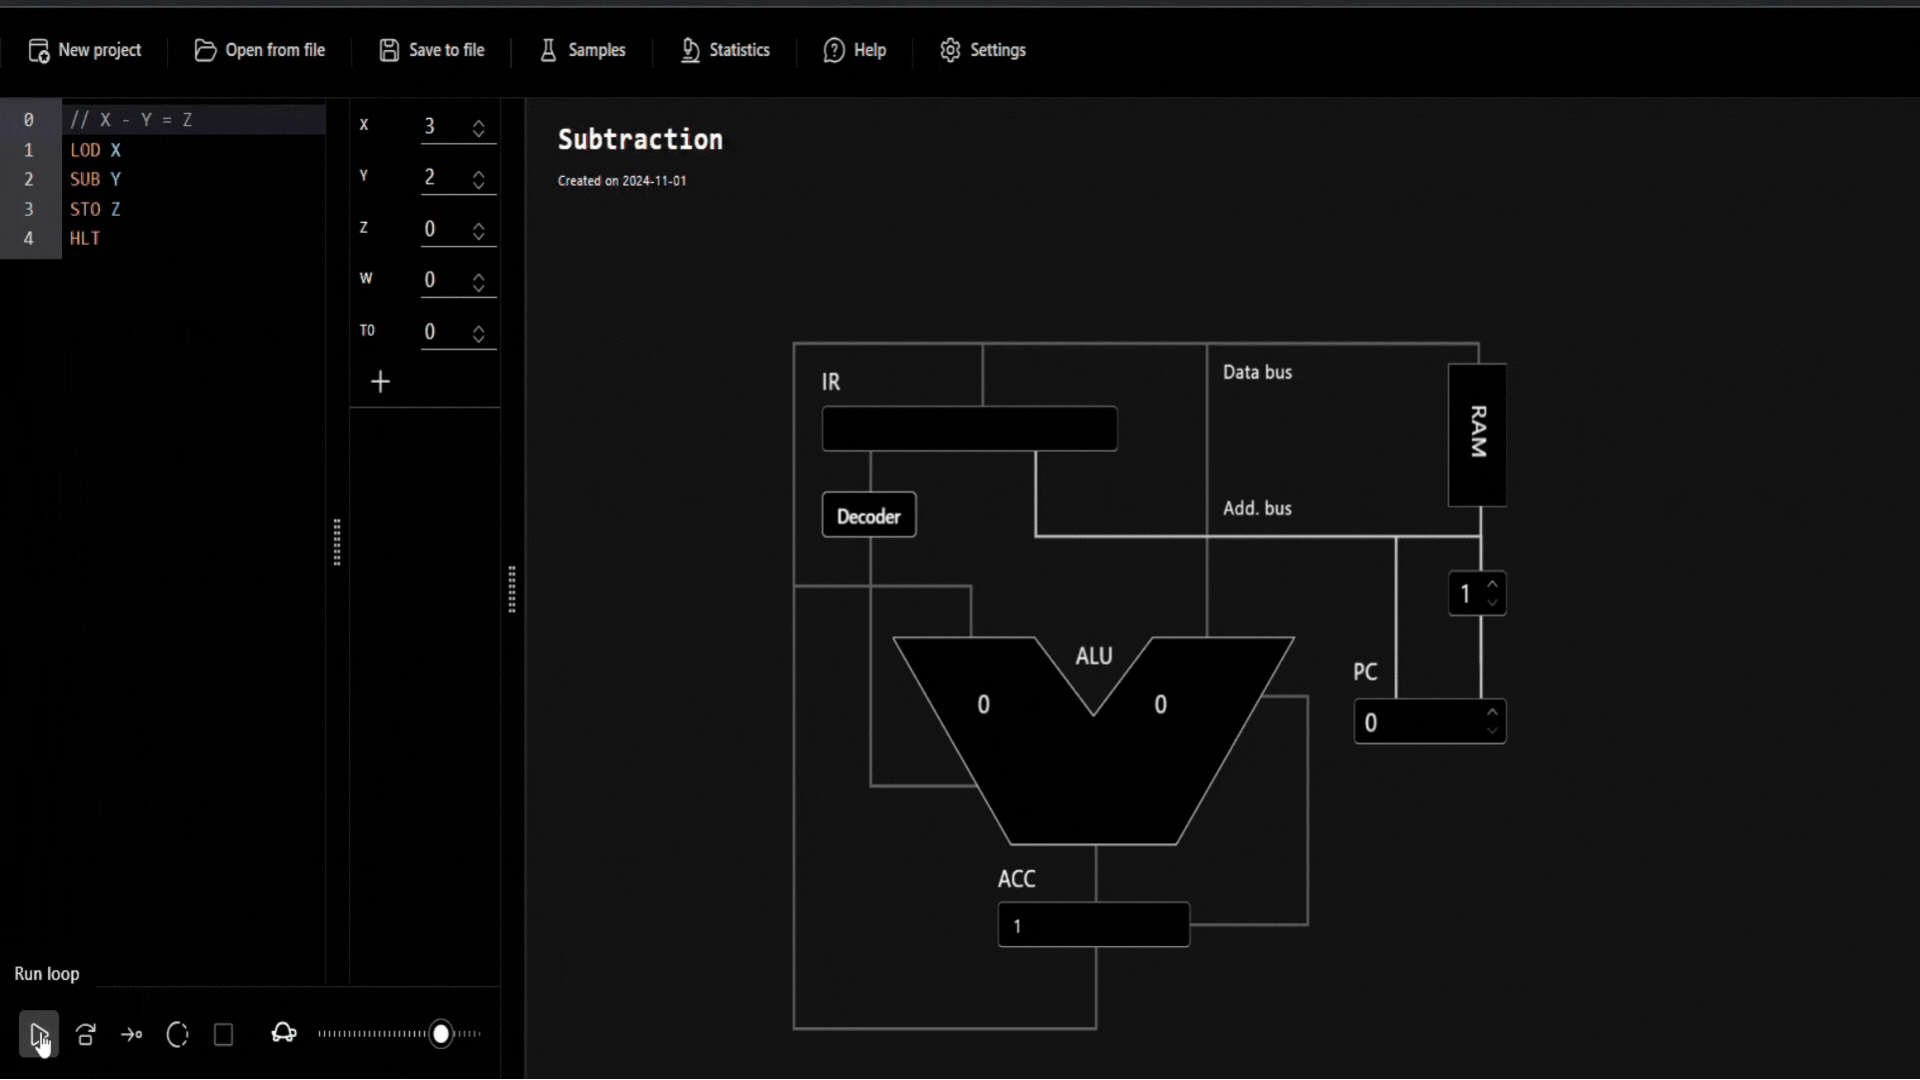 New project
Open from file
Save to file
Samples
Statistics
Help
Settings
0 // X - Y = Z
1 LOD X
2 SUB Y
3 STO Z
4 HLT
X 3
Y 2
Z 0
W 0
T0 0
+
Subtraction
Created on 2024-11-01
IR
Data bus
RAM
Decoder
Add. bus
1
ALU
0 0
PC
0
ACC
1
Run loop